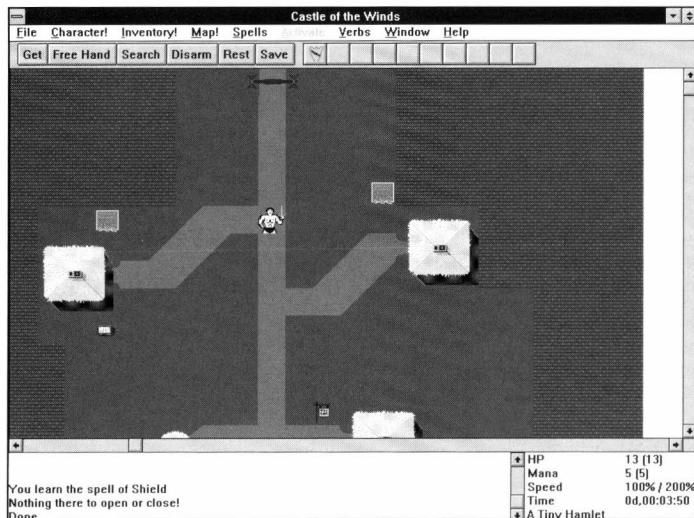 Castle of the Winds
File Character! Inventory! Map! Spells Activate Verbs Window Help
Get Free Hand Search Disarm Rest Save
HP 13 (13)
Mana 5 (5)
Speed 100% / 200%
Time 0d,00:03:50
A Tiny Hamlet
You learn the spell of Shield
Nothing there to open or close!
Done